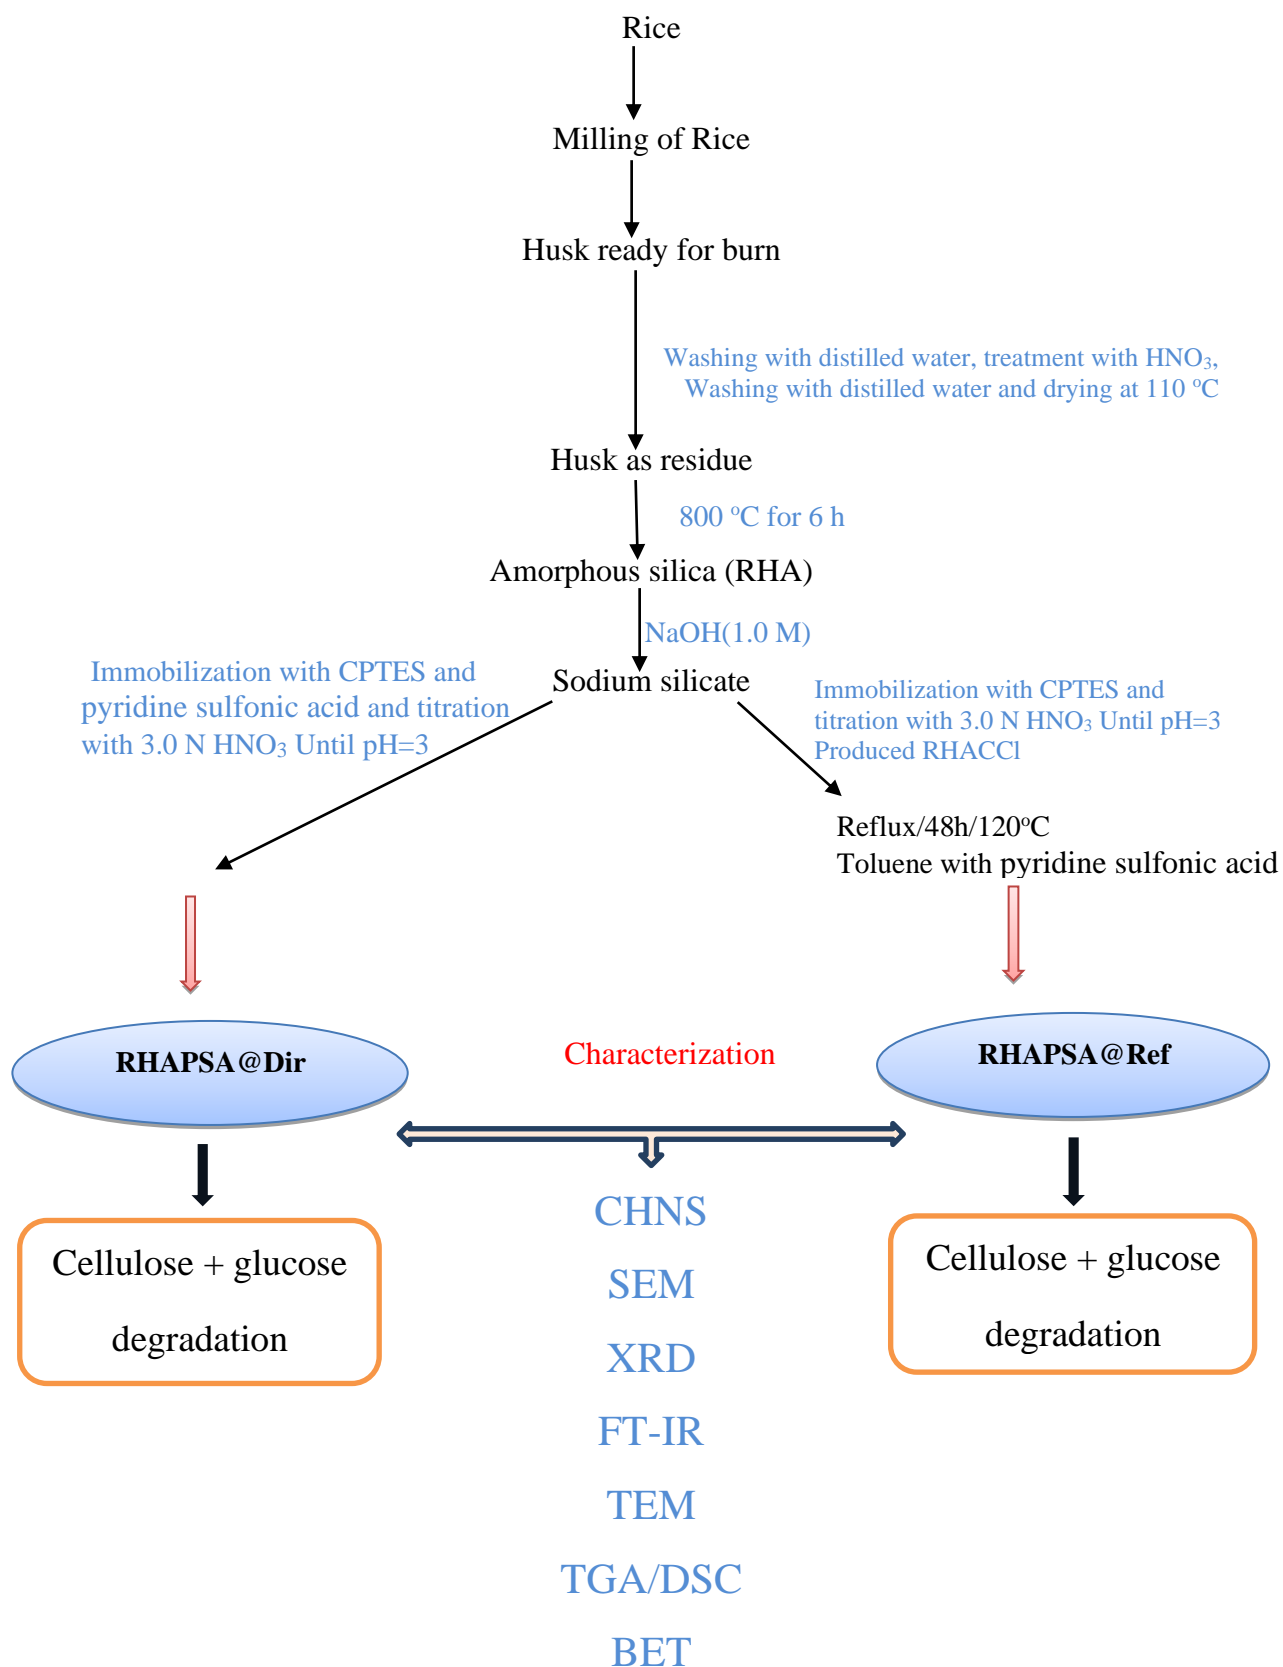 Rice
Milling of Rice
Husk ready for burn
Washing with distilled water, treatment with HNO₃,
Washing with distilled water and drying at 110 ºC
Husk as residue
800 ºC for 6 h
Amorphous silica (RHA)
NaOH(1.0 M)
Sodium silicate
Immobilization with CPTES and
pyridine sulfonic acid and titration
with 3.0 N HNO₃ Until pH=3
Immobilization with CPTES and
titration with 3.0 N HNO₃ Until pH=3
Produced RHACCl
Reflux/48h/120ºC
Toluene with pyridine sulfonic acid
RHAPSA@Dir
Characterization
RHAPSA@Ref
Cellulose + glucose
degradation
Cellulose + glucose
degradation
CHNS
SEM
XRD
FT-IR
TEM
TGA/DSC
BET